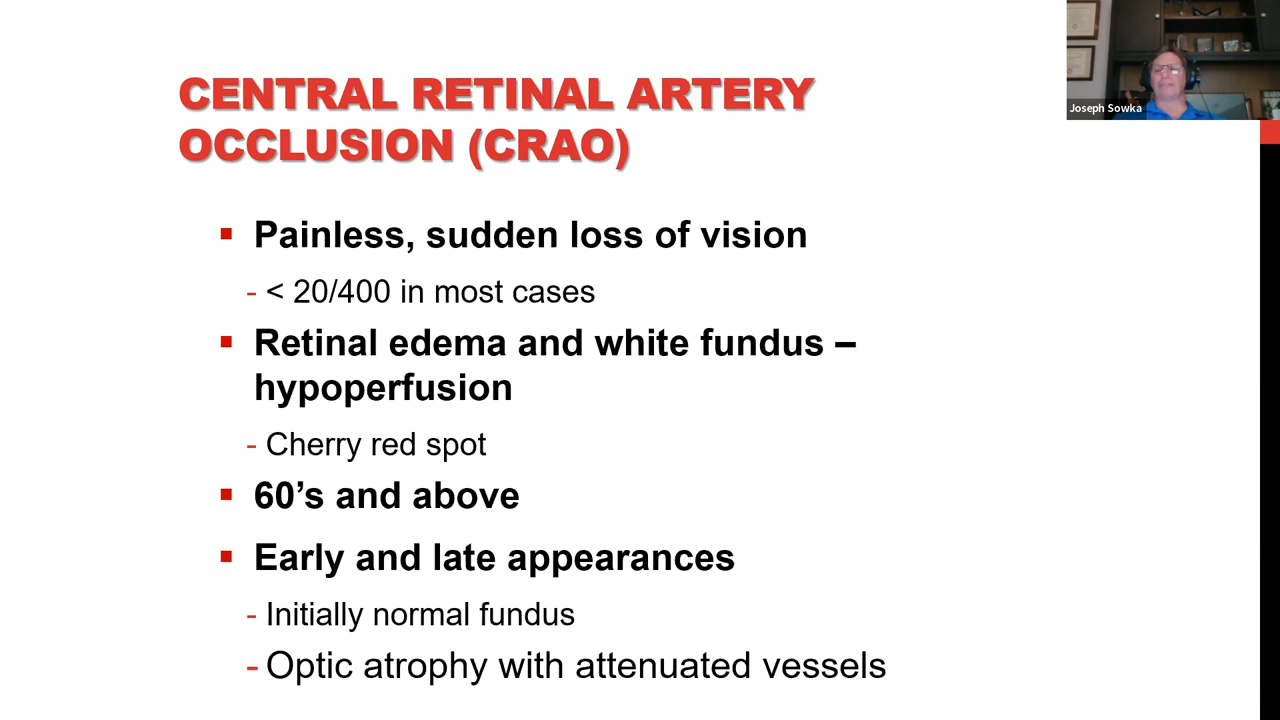 CENTRAL RETINAL ARTERY
OCCLUSION (CRAO)
Joseph Sowka
▪ Painless, sudden loss of vision
- < 20/400 in most cases
▪ Retinal edema and white fundus –
hypoperfusion
- Cherry red spot
▪ 60’s and above
▪ Early and late appearances
- Initially normal fundus
- Optic atrophy with attenuated vessels